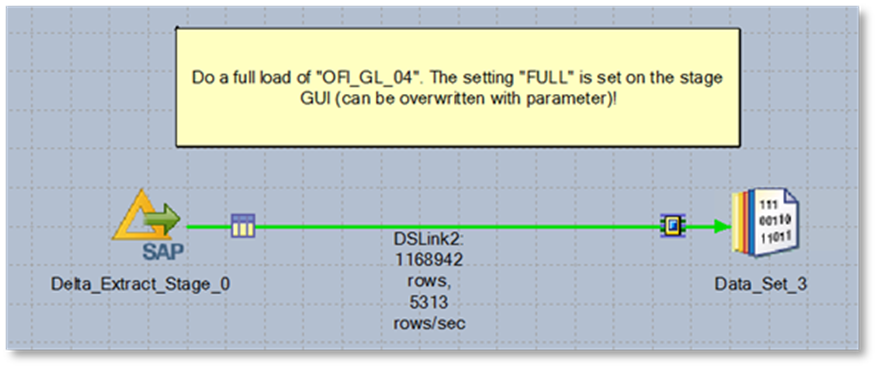 Do a full load of "OFI_GL_04". The setting "FULL" is set on the stage
GUI (can be overwritten with parameter)!
SAP
111
00110
11011
DSLink2:
1168942
rows,
5313
rows/sec
Delta_Extract_Stage_0
Data_Set_3